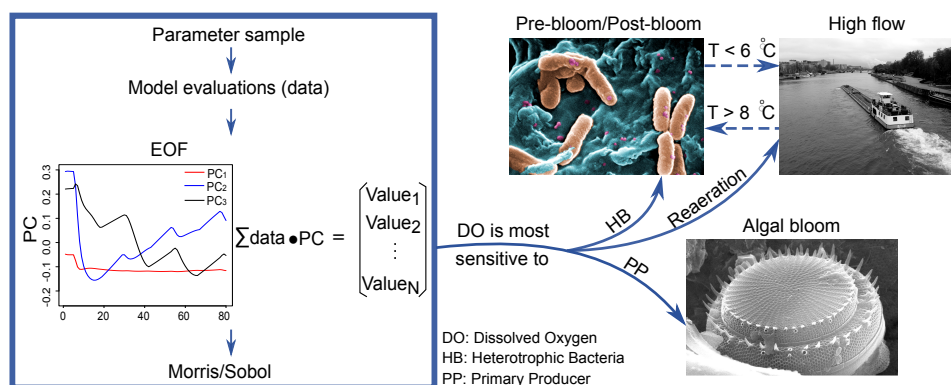 Parameter sample
Model evaluations (data)
EOF
PC
0.3
0.2
0.1
0.0
-0.1
-0.2
PC1
PC2
PC3
0 20 40 60 80
∑data ● PC =
Value1
Value2
⋮
ValueN
Morris/Sobol
DO is most
sensitive to
HB
Reaeration
PP
Pre-bloom/Post-bloom
T < 6 °C
T > 8 °C
High flow
Algal bloom
DO: Dissolved Oxygen
HB: Heterotrophic Bacteria
PP: Primary Producer